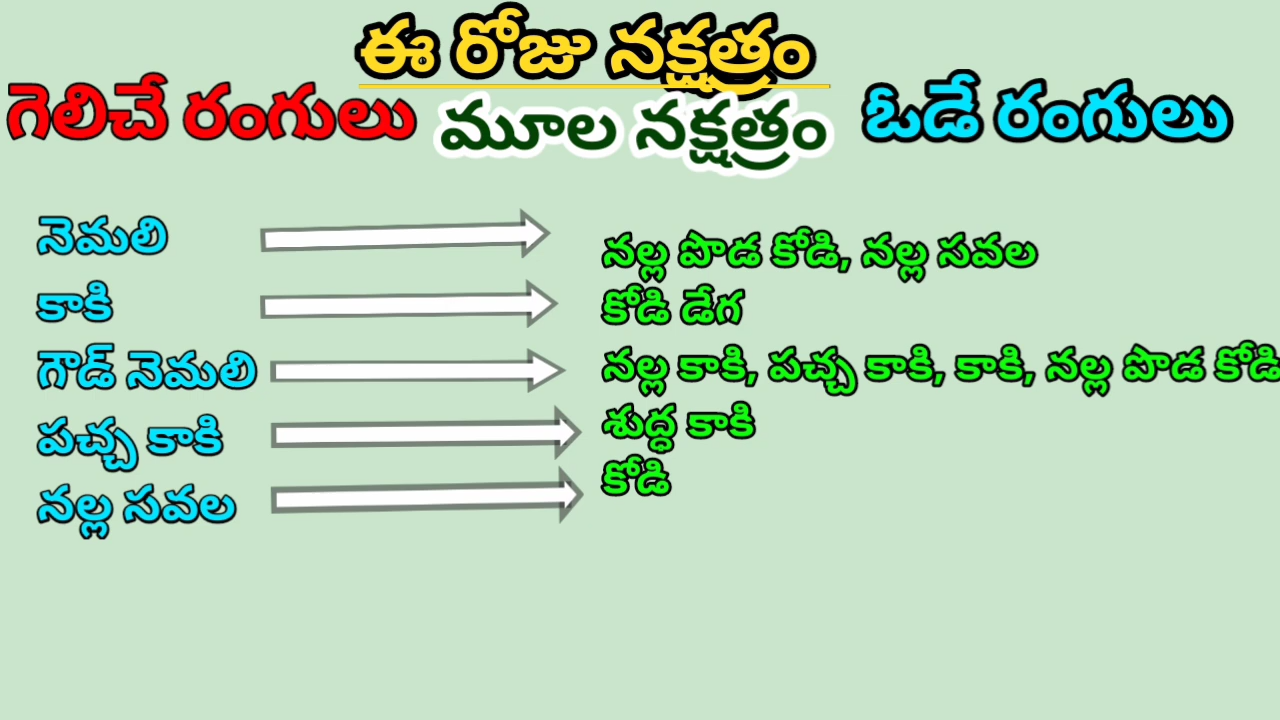 ఈ రోజు నక్షత్రం
గెలిచే రంగులు
మూల నక్షత్రం
ఓడే రంగులు
నెమలి
నల్ల పొడ కోడి, నల్ల సవల
కాకి
కోడి డేగ
గౌడ్ నెమలి
నల్ల కాకి, పచ్చ కాకి, కాకి, నల్ల పొడ కోడి
పచ్చ కాకి
శుద్ధ కాకి
నల్ల సవల
కోడి